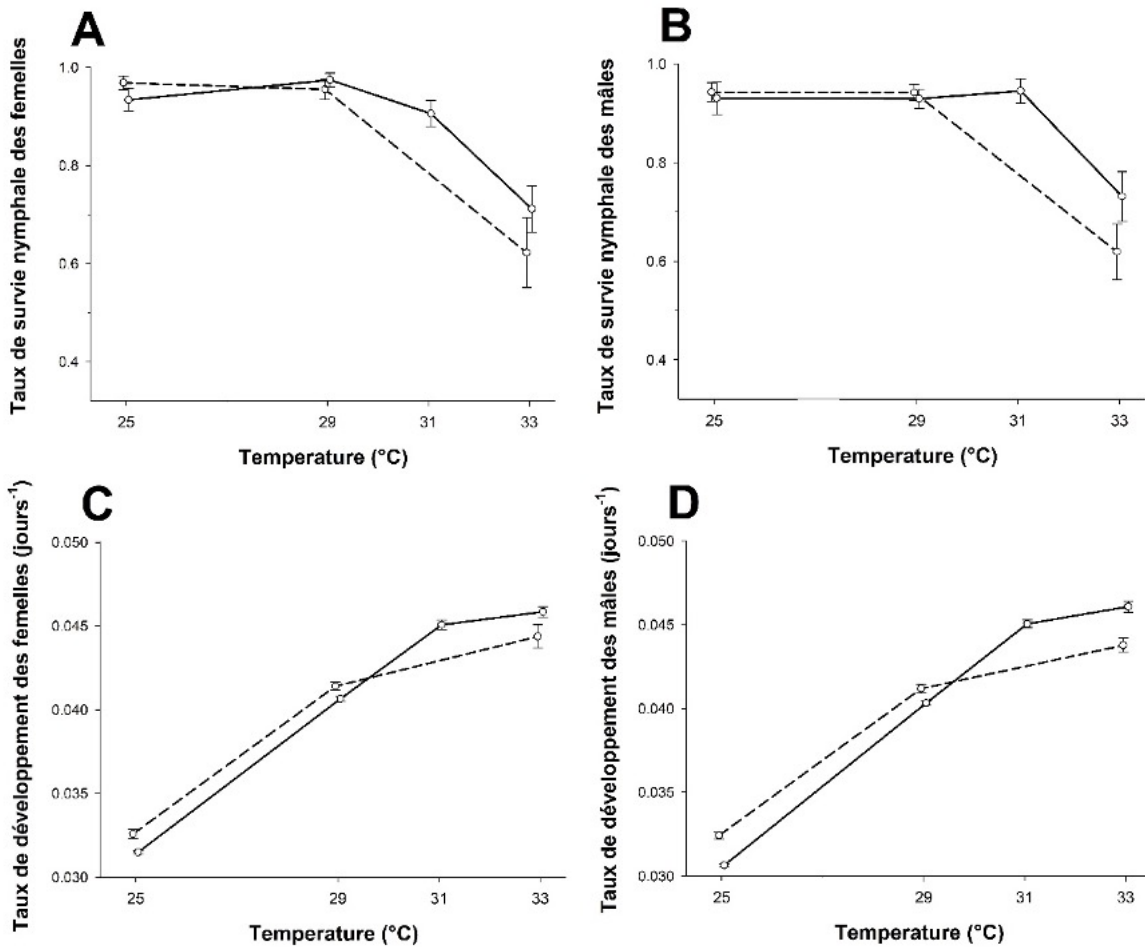 A
Taux de survie nymphale des femelles
1.0
0.8
0.6
0.4
25
29
31
33
Temperature (°C)
B
Taux de survie nymphale des mâles
1.0
0.8
0.6
0.4
25
29
31
33
Temperature (°C)
C
Taux de développement des femelles (jours⁻¹)
0.050
0.045
0.040
0.035
0.030
25
29
31
33
Temperature (°C)
D
Taux de développement des mâles (jours⁻¹)
0.050
0.045
0.040
0.035
0.030
25
29
31
33
Temperature (°C)